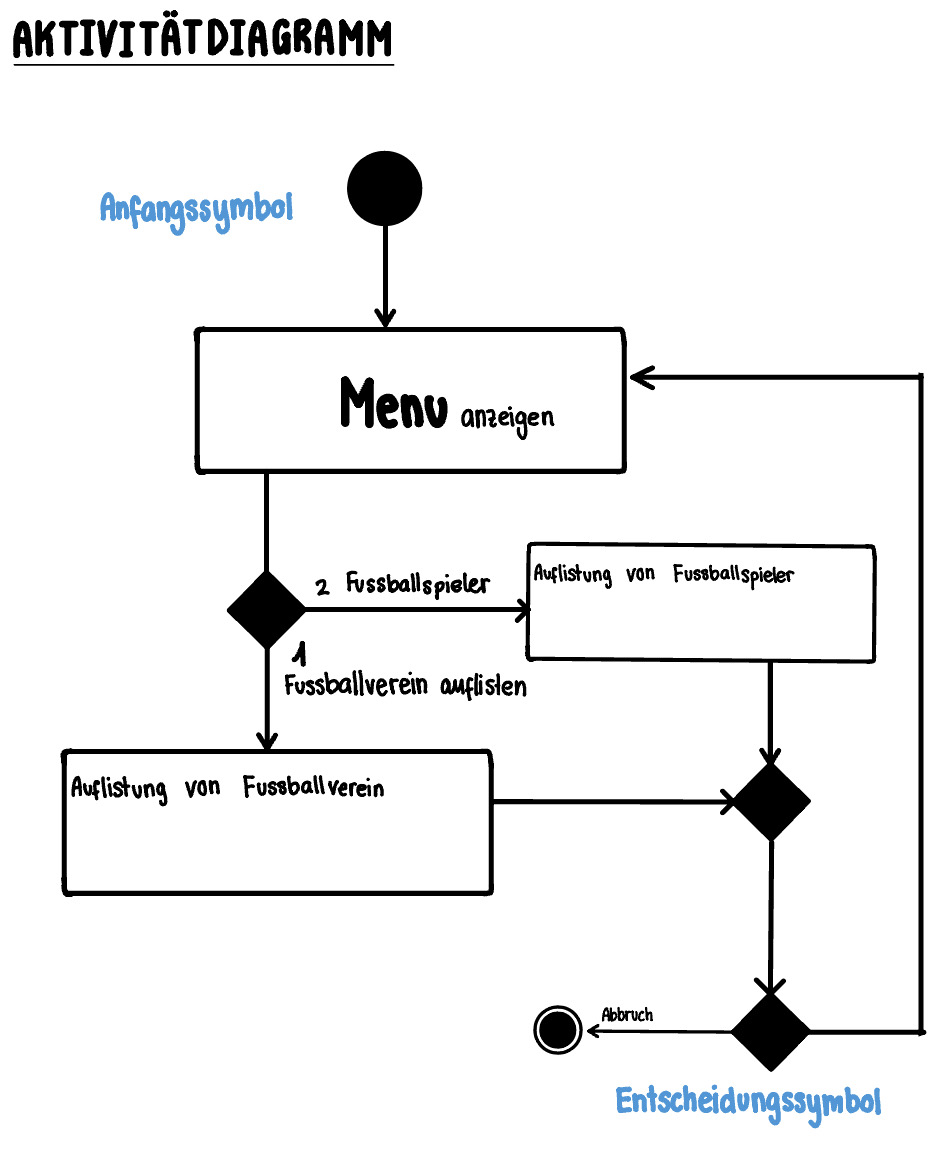 AKTIVITÄTDIAGRAMM
Anfangssymbol
Menu anzeigen
2 Fussballspieler
Auflistung von Fussballspieler
1
Fussballverein auflisten
Auflistung von Fussballverein
Abbruch
Entscheidungssymbol